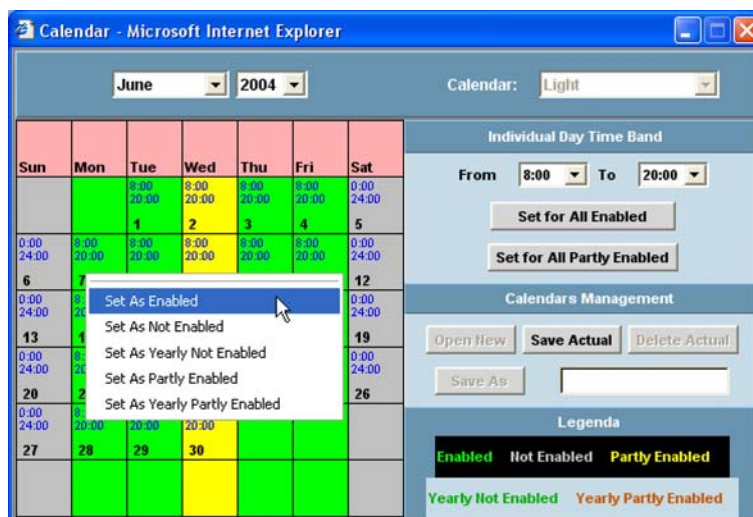 Calendar - Microsoft Internet Explorer
June 2004 Calendar: Light
Individual Day Time Band
Sun Mon Tue Wed Thu Fri Sat
From 8:00 To 20:00
8:00 8:00 8:00 8:00 0:00
20:00 20:00 20:00 20:00 24:00
1 2 3 4 5
Set for All Enabled
0:00 8:00 8:00 8:00 8:00 8:00 0:00
24:00 20:00 20:00 20:00 20:00 20:00 24:00
6 7 12
Set for All Partly Enabled
Set As Enabled
Set As Not Enabled
Set As Yearly Not Enabled
Set As Partly Enabled
Set As Yearly Partly Enabled
0:00 0:00
24:00 24:00
13 19
Calendars Management
Open New Save Actual Delete Actual
0:00 0:00
24:00 24:00
20 26
Save As
0:00
24:00 20:00 20:00 20:00
27 28 29 30
Legenda
Enabled Not Enabled Partly Enabled
Yearly Not Enabled Yearly Partly Enabled